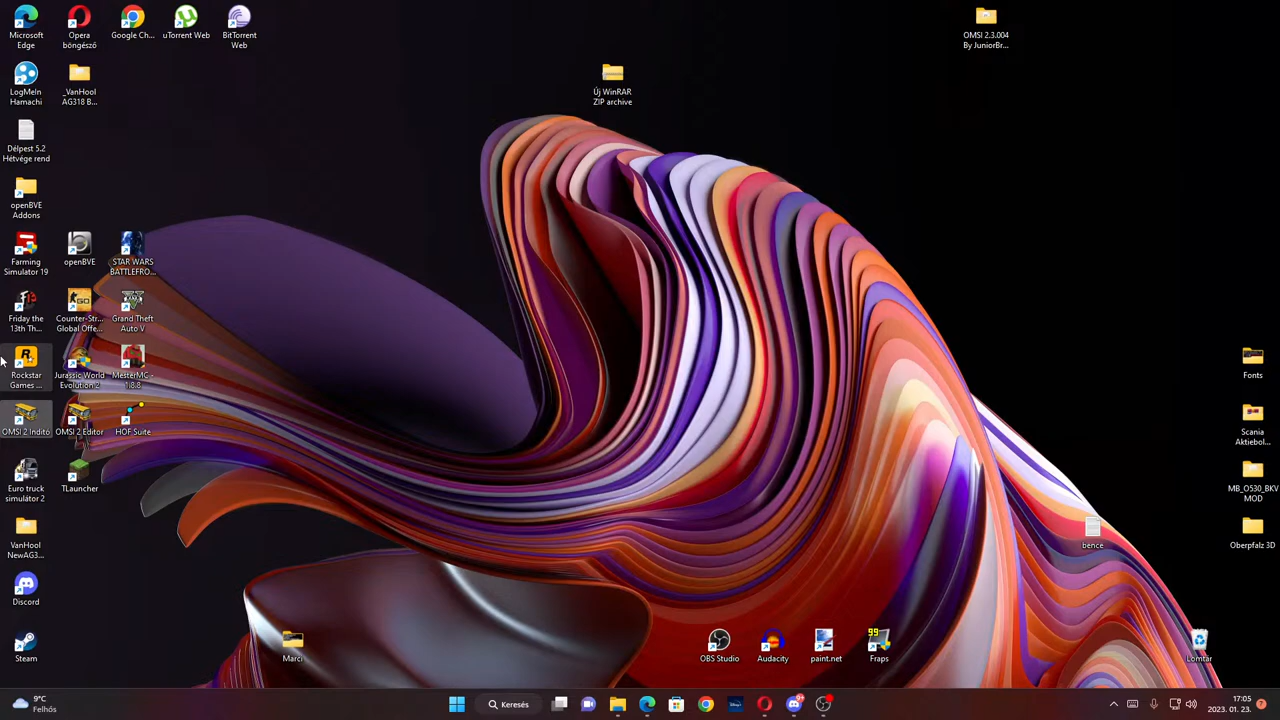 Microsoft
Edge
Opera
böngésző
Google Ch...
uTorrent Web
BitTorrent
Web
OMSI 2.3.004
By JuniorBr...
LogMeIn
Hamachi
_VanHool
AG318 B...
Új WinRAR
ZIP archive
Délpest 5.2
Hétvége rend
openBVE
Addons
Farming
Simulator 19
openBVE
STAR WARS
BATTLEFRO...
Friday the
13th Th...
Counter-Str...
Global Offe...
Grand Theft
Auto V
Rockstar
Games ...
Jurassic World
Evolution 2
MesterMC -
1.8.8
Fonts
OMSI 2 Indító
OMSI 2 Editor
HOF Suite
Scania
Aktiebol...
Euro truck
simulátor 2
TLauncher
MB_O530_BKV
MOD
VanHool
NewAG3...
bence
Oberpfalz 3D
Discord
Steam
Marci
OBS Studio
Audacity
paint.net
99
Fraps
Lomtár
9°C
Felhős
Keresés
17:05
2023. 01. 23.